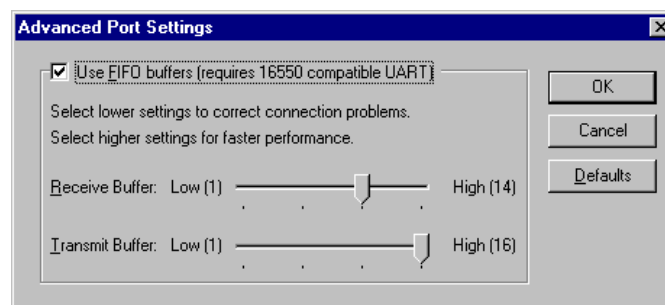 Advanced Port Settings
Use FIFO buffers (requires 16550 compatible UART)
Select lower settings to correct connection problems.
Select higher settings for faster performance.
Receive Buffer: Low (1) High (14)
Transmit Buffer: Low (1) High (16)
OK
Cancel
Defaults